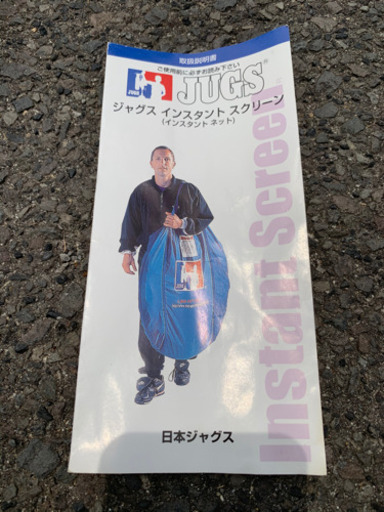 取扱説明書
ご使用前に必ずお読み下さい
JUGS
JUGS®
ジャグス インスタント スクリーン
(インスタント ネット)
Instant Screen
日本ジャグス